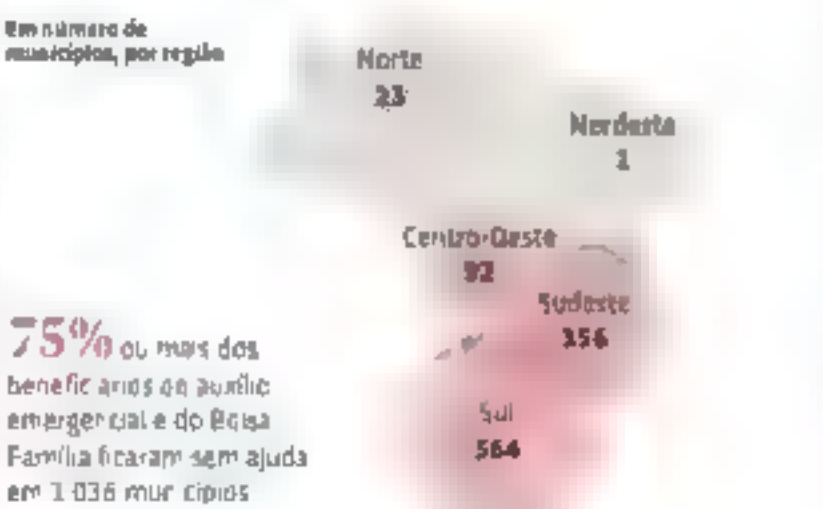 Em número de
municípios, por região
Norte
23
Nordeste
1
Centro-Oeste
92
Sudeste
356
Sul
564
75% ou mais dos
beneficiários do auxílio
emergencial e do Bolsa
Família ficaram sem ajuda
em 1 036 municípios